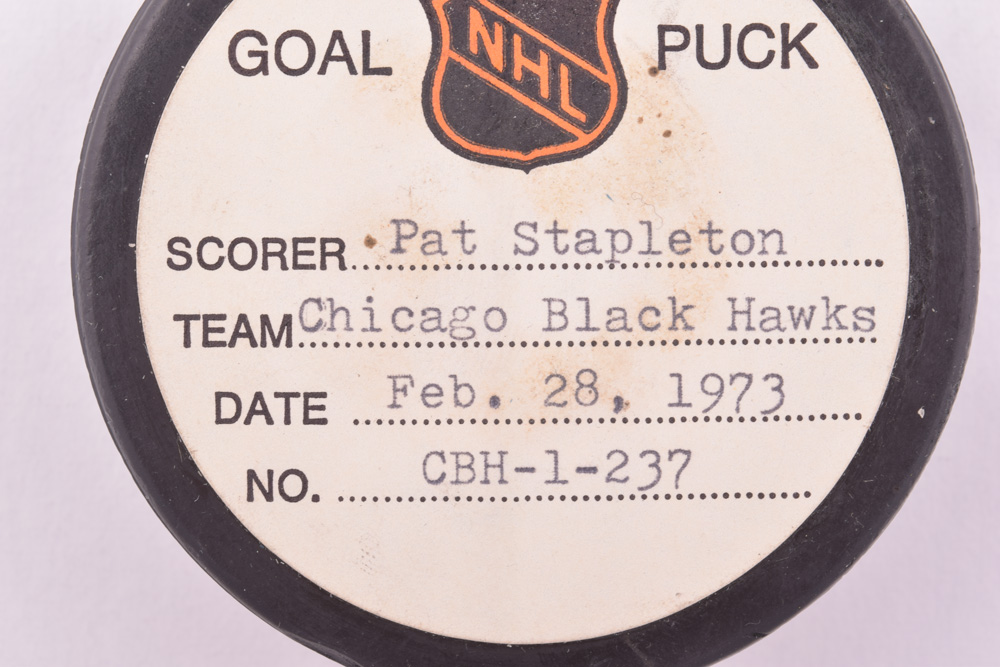 GOAL NHL PUCK
SCORER Pat Stapleton
TEAM Chicago Black Hawks
DATE Feb. 28, 1973
NO. CBH-1-237